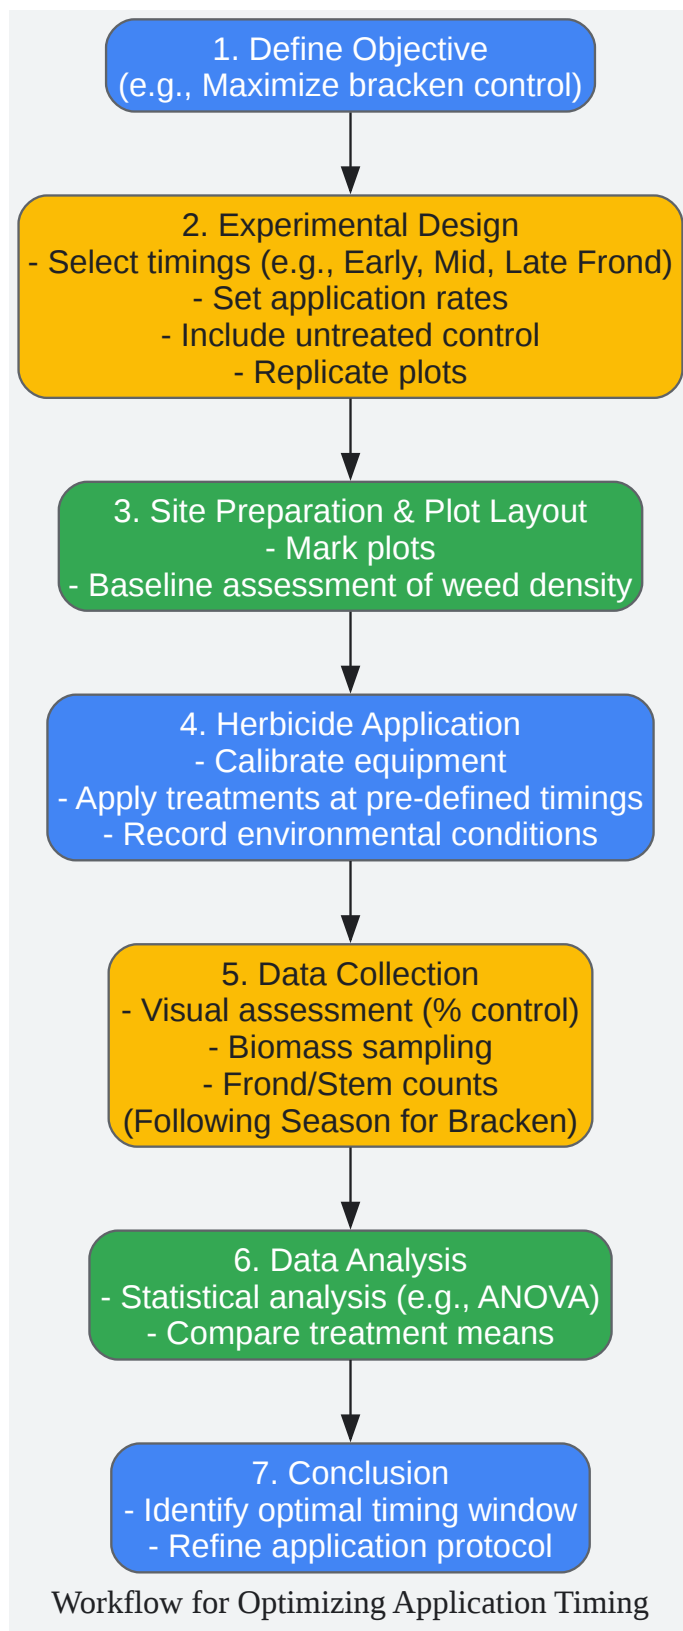 1. Define Objective
(e.g., Maximize bracken control)
2. Experimental Design
- Select timings (e.g., Early, Mid, Late Frond)
- Set application rates
- Include untreated control
- Replicate plots
3. Site Preparation & Plot Layout
- Mark plots
- Baseline assessment of weed density
4. Herbicide Application
- Calibrate equipment
- Apply treatments at pre-defined timings
- Record environmental conditions
5. Data Collection
- Visual assessment (% control)
- Biomass sampling
- Frond/Stem counts
(Following Season for Bracken)
6. Data Analysis
- Statistical analysis (e.g., ANOVA)
- Compare treatment means
7. Conclusion
- Identify optimal timing window
- Refine application protocol
Workflow for Optimizing Application Timing